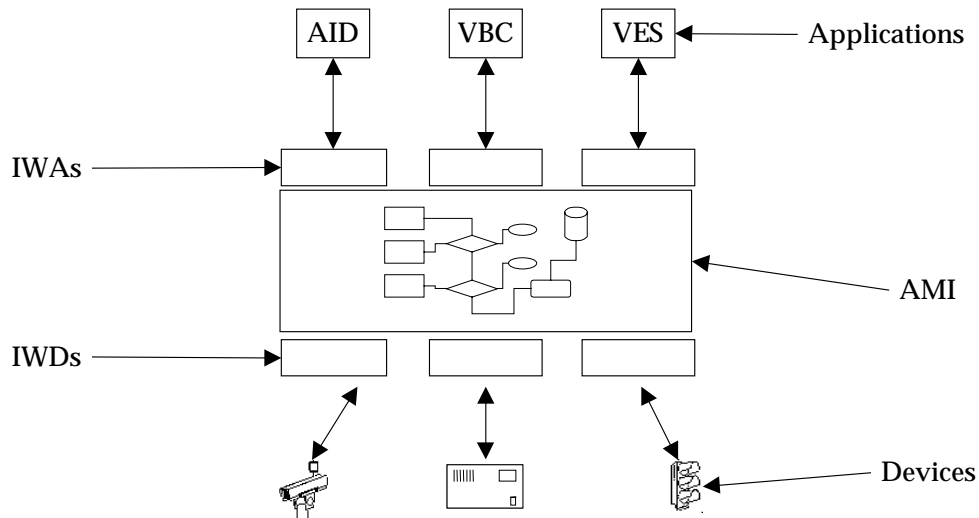 AID
VBC
VES
Applications
IWAs
AMI
IWDs
Devices